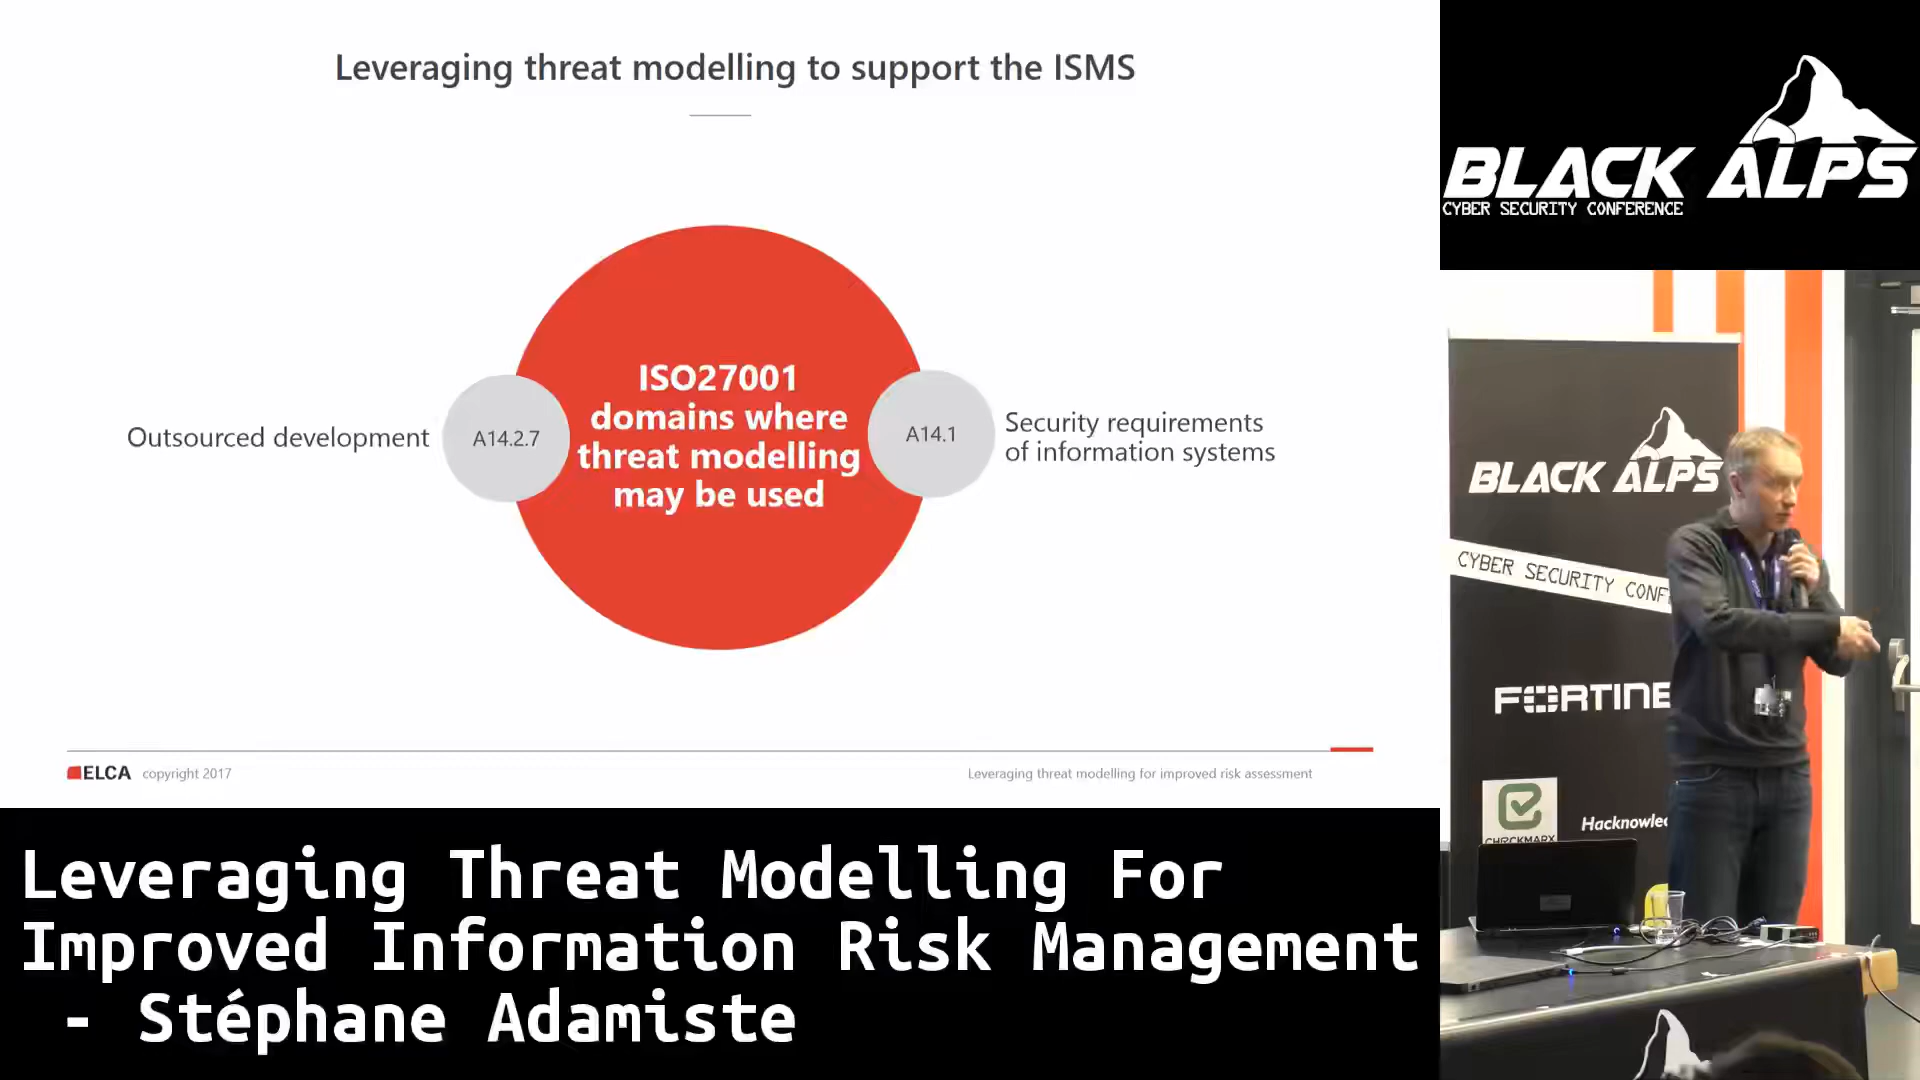 Leveraging threat modelling to support the ISMS
ISO27001
domains where
threat modelling
may be used
Outsourced development
A14.2.7
A14.1
Security requirements
of information systems
ELCA copyright 2017
Leveraging threat modelling for improved risk assessment
Leveraging Threat Modelling For
Improved Information Risk Management
- Stéphane Adamiste
BLACK ALPS
CYBER SECURITY CONFERENCE
BLACK ALPS
CYBER SECURITY CONF
FORTINE
CHECKMARX
Hacknowle